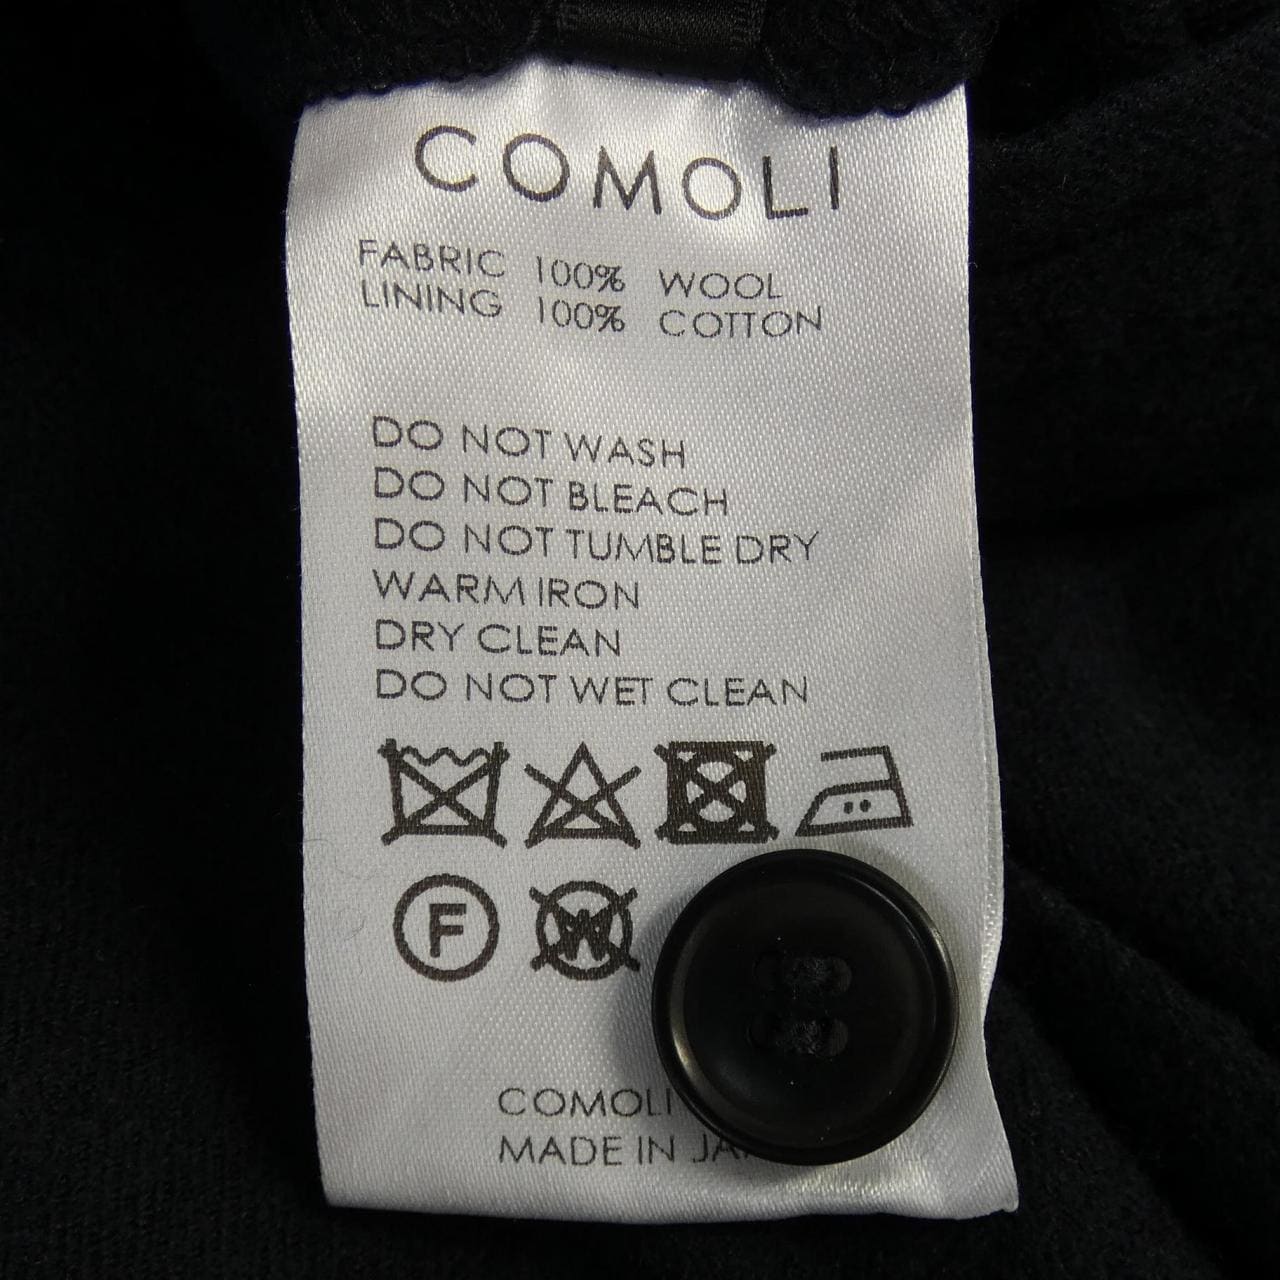 COMOLI
FABRIC 100% WOOL
LINING 100% COTTON
DO NOT WASH
DO NOT BLEACH
DO NOT TUMBLE DRY
WARM IRON
DRY CLEAN
DO NOT WET CLEAN
F W
COMOLI
MADE IN